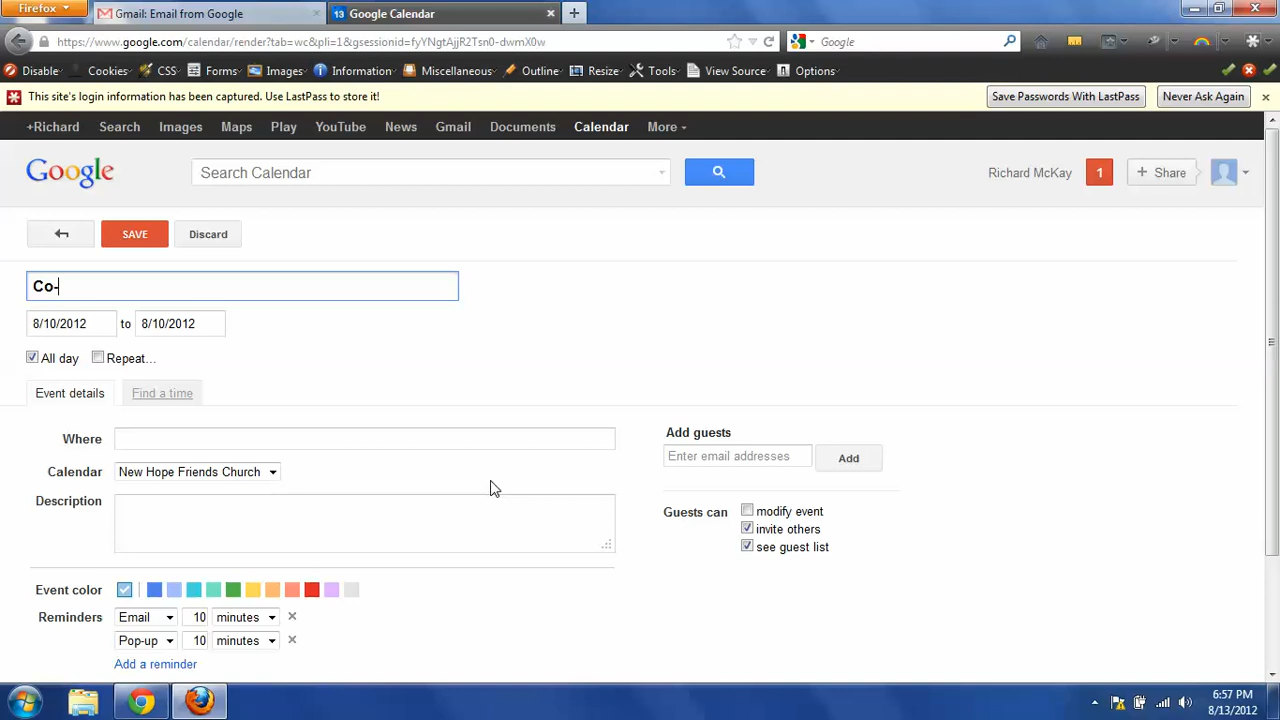 Firefox
Gmail: Email from Google
13 Google Calendar
https://www.google.com/calendar/render?tab=wc&pli=1&gsessionid=fyYNgtAjjR2Tsn0-dwmX0w
Google
Disable Cookies CSS Forms Images Information Miscellaneous Outline Resize Tools View Source Options
This site's login information has been captured. Use LastPass to store it! Save Passwords With LastPass Never Ask Again
+Richard Search Images Maps Play YouTube News Gmail Documents Calendar More
Google Search Calendar Richard McKay 1 + Share
SAVE Discard
Co-
8/10/2012 to 8/10/2012
All day Repeat...
Event details Find a time
Where
Calendar New Hope Friends Church
Description
Event color
Reminders Email 10 minutes
Pop-up 10 minutes
Add a reminder
Add guests
Enter email addresses Add
Guests can modify event
invite others
see guest list
6:57 PM
8/13/2012